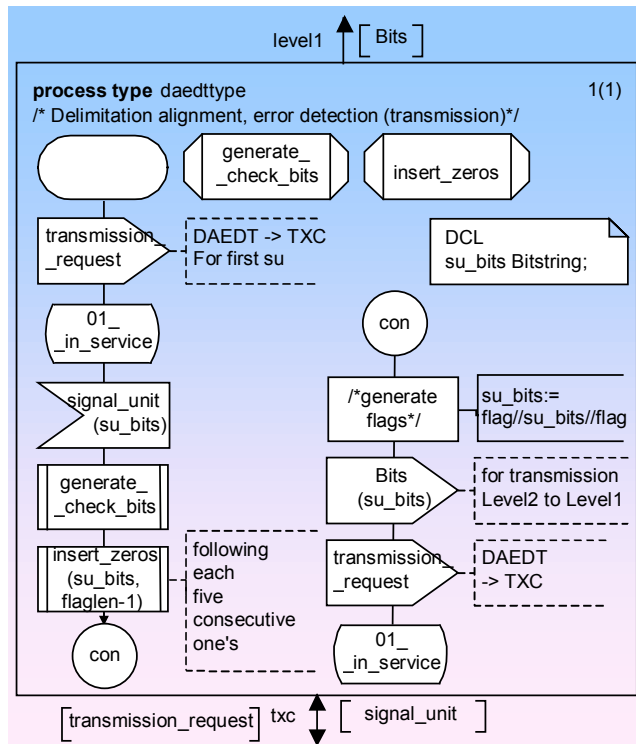 level1 [Bits]
process type daedttype 1(1)
/* Delimitation alignment, error detection (transmission)*/
generate_
_check_bits
insert_zeros
transmission_
_request
DAEDT -> TXC
For first su
DCL
su_bits Bitstring;
01_
_in_service
signal_unit
(su_bits)
generate_
_check_bits
insert_zeros
(su_bits,
flaglen-1)
following
each
five
consecutive
one's
con
con
/*generate
flags*/
su_bits:=
flag//su_bits//flag
Bits
(su_bits)
for transmission
Level2 to Level1
transmission_
_request
DAEDT
-> TXC
01_
_in_service
[transmission_request] txc [signal_unit]